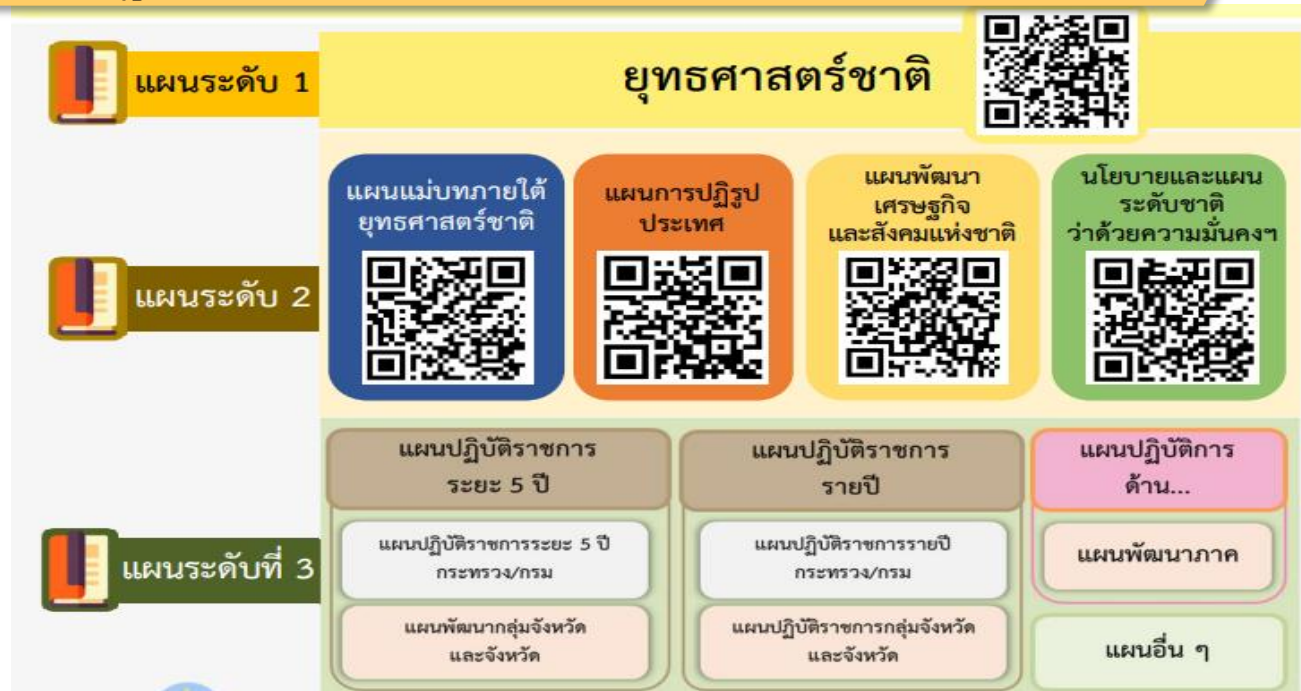 แผนระดับ 1
ยุทธศาสตร์ชาติ
แผนระดับ 2
แผนแม่บทภายใต้
ยุทธศาสตร์ชาติ
แผนการปฏิรูป
ประเทศ
แผนพัฒนา
เศรษฐกิจ
และสังคมแห่งชาติ
นโยบายและแผน
ระดับชาติ
ว่าด้วยความมั่นคงฯ
แผนระดับที่ 3
แผนปฏิบัติราชการ
ระยะ 5 ปี
แผนปฏิบัติราชการระยะ 5 ปี
กระทรวง/กรม
แผนพัฒนากลุ่มจังหวัด
และจังหวัด
แผนปฏิบัติราชการ
รายปี
แผนปฏิบัติราชการรายปี
กระทรวง/กรม
แผนปฏิบัติราชการกลุ่มจังหวัด
และจังหวัด
แผนปฏิบัติการ
ด้าน...
แผนพัฒนาภาค
แผนอื่น ๆ